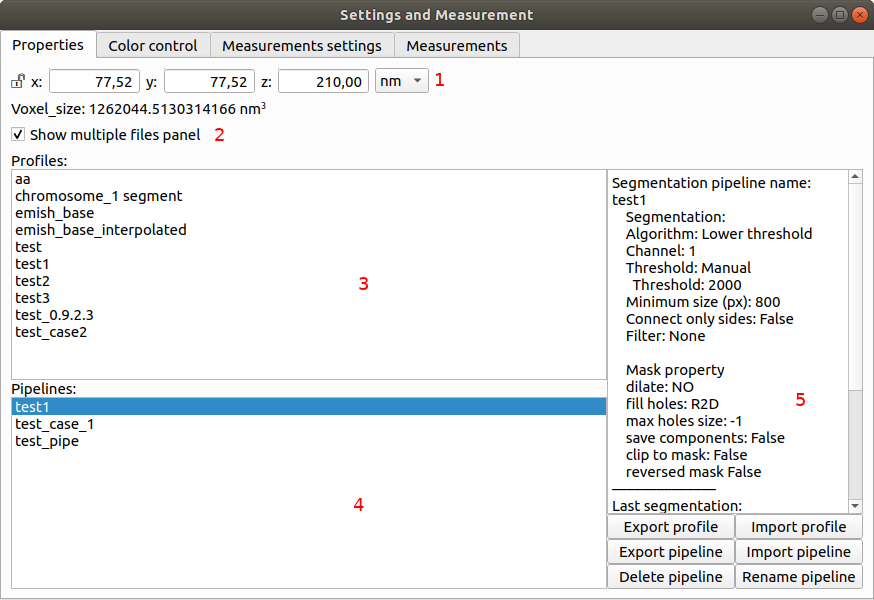 Settings and Measurement
Properties Color control Measurements settings Measurements
x: 77,52 y: 77,52 z: 210,00 nm 1
Voxel_size: 1262044.5130314166 nm³
Show multiple files panel 2
Profiles:
aa
chromosome_1 segment
emish_base
emish_base_interpolated
test
test1
test2
test3
test_0.9.2.3
test_case2
3
Pipelines:
test1
test_case_1
test_pipe
4
Segmentation pipeline name:
test1
Segmentation:
Algorithm: Lower threshold
Channel: 1
Threshold: Manual
Threshold: 2000
Minimum size (px): 800
Connect only sides: False
Filter: None
Mask property
dilate: NO
fill holes: R2D
max holes size: -1
save components: False
clip to mask: False
reversed mask False
Last segmentation:
5
Export profile Import profile
Export pipeline Import pipeline
Delete pipeline Rename pipeline